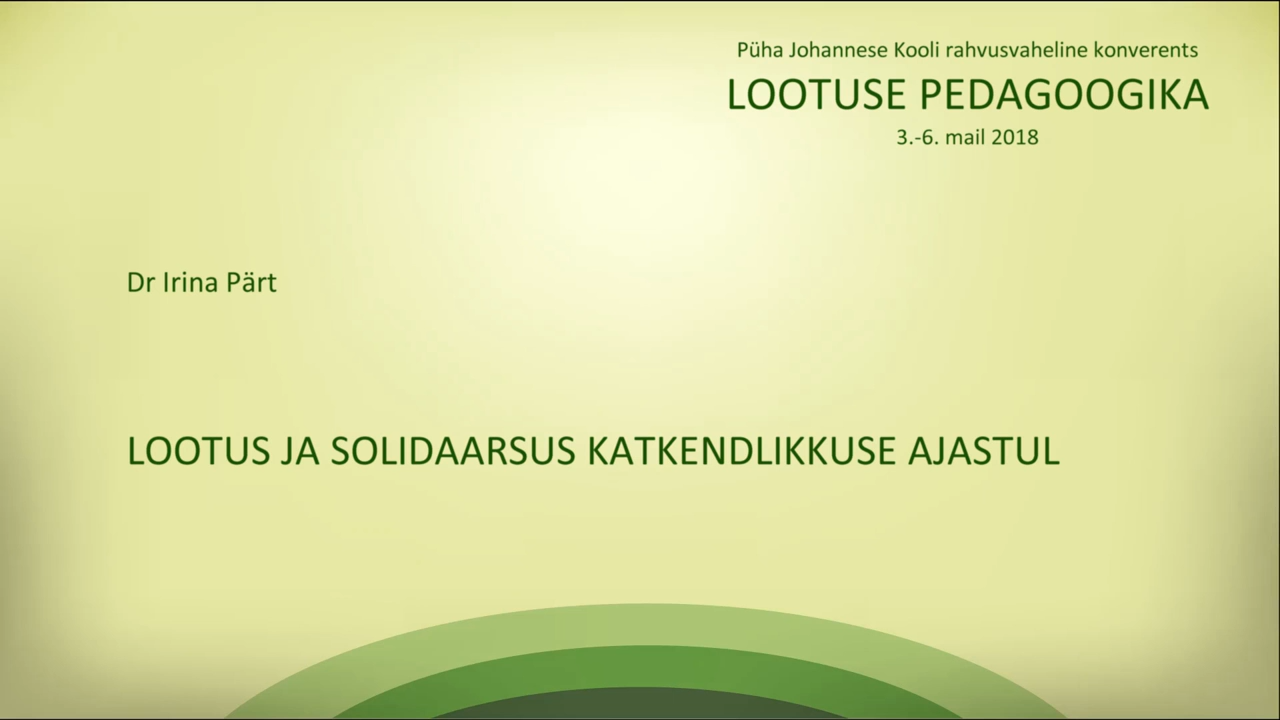 Püha Johannese Kooli rahvusvaheline konverents
LOOTUSE PEDAGOOGIKA
3.-6. mail 2018
Dr Irina Pärt
LOOTUS JA SOLIDAARSUS KATKENDLIKKUSE AJASTUL